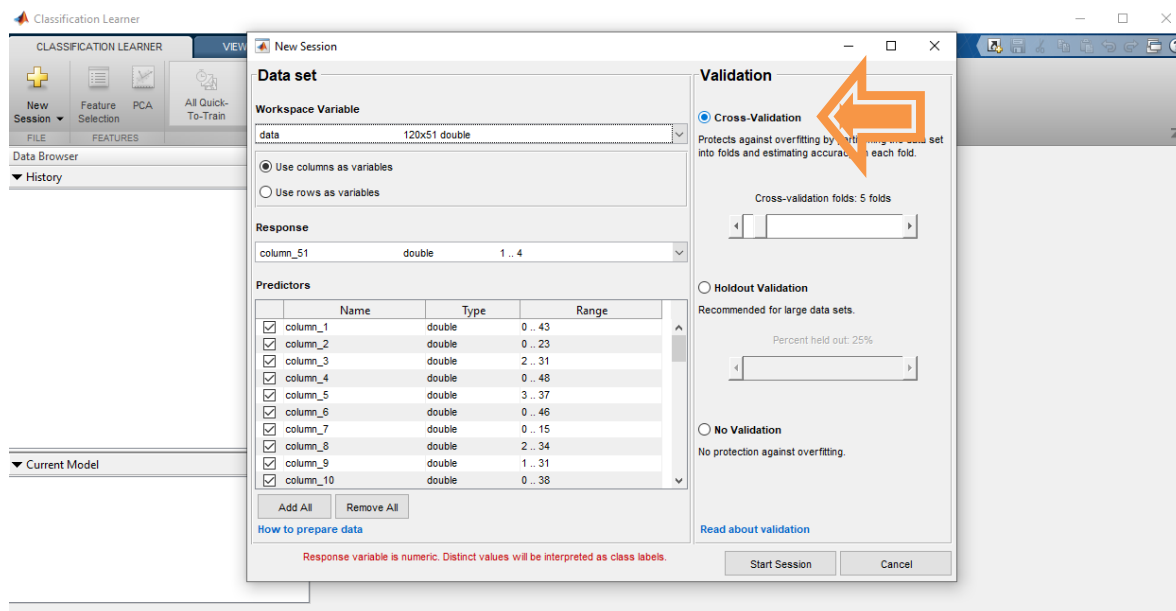 Classification Learner
CLASSIFICATION LEARNER
VIEW
New Session
Feature Selection
PCA
All Quick-To-Train
FILE
FEATURES
Data Browser
History
Current Model
New Session
Data set
Workspace Variable
data 120x51 double
Use columns as variables
Use rows as variables
Response
column_51 double 1 .. 4
Predictors
Name Type Range
column_1 double 0 .. 43
column_2 double 0 .. 23
column_3 double 2 .. 31
column_4 double 0 .. 48
column_5 double 3 .. 37
column_6 double 0 .. 46
column_7 double 0 .. 15
column_8 double 2 .. 34
column_9 double 1 .. 31
column_10 double 0 .. 38
Add All
Remove All
How to prepare data
Response variable is numeric. Distinct values will be interpreted as class labels.
Validation
Cross-Validation
Protects against overfitting by the data set
into folds and estimating each fold.
Cross-validation folds: 5 folds
Holdout Validation
Recommended for large data sets.
Percent held out: 25%
No Validation
No protection against overfitting.
Read about validation
Start Session
Cancel